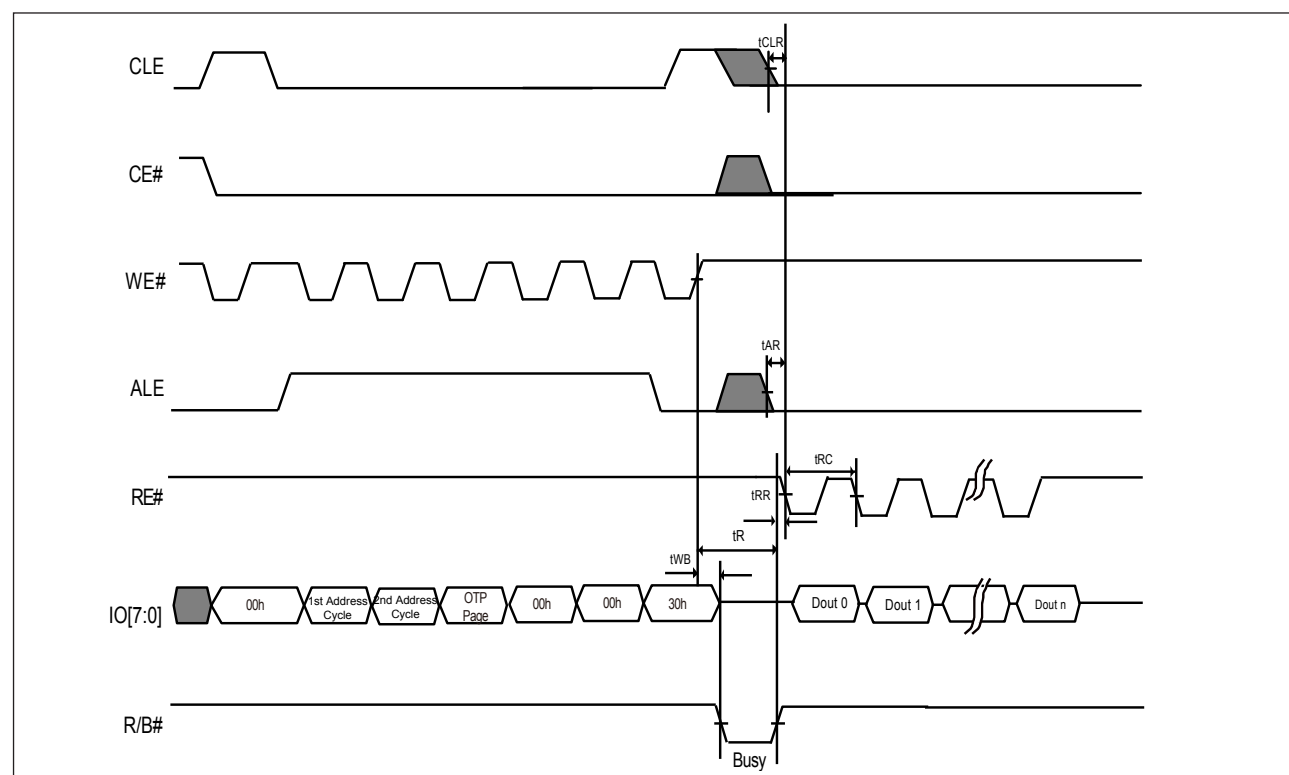 tCLR
CLE
CE#
WE#
tAR
ALE
tRC
RE#
tRR
tR
tWB
IO[7:0]
00h
1st Address
Cycle
2nd Address
Cycle
OTP
Page
00h
00h
30h
Dout 0
Dout 1
Dout n
R/B#
Busy